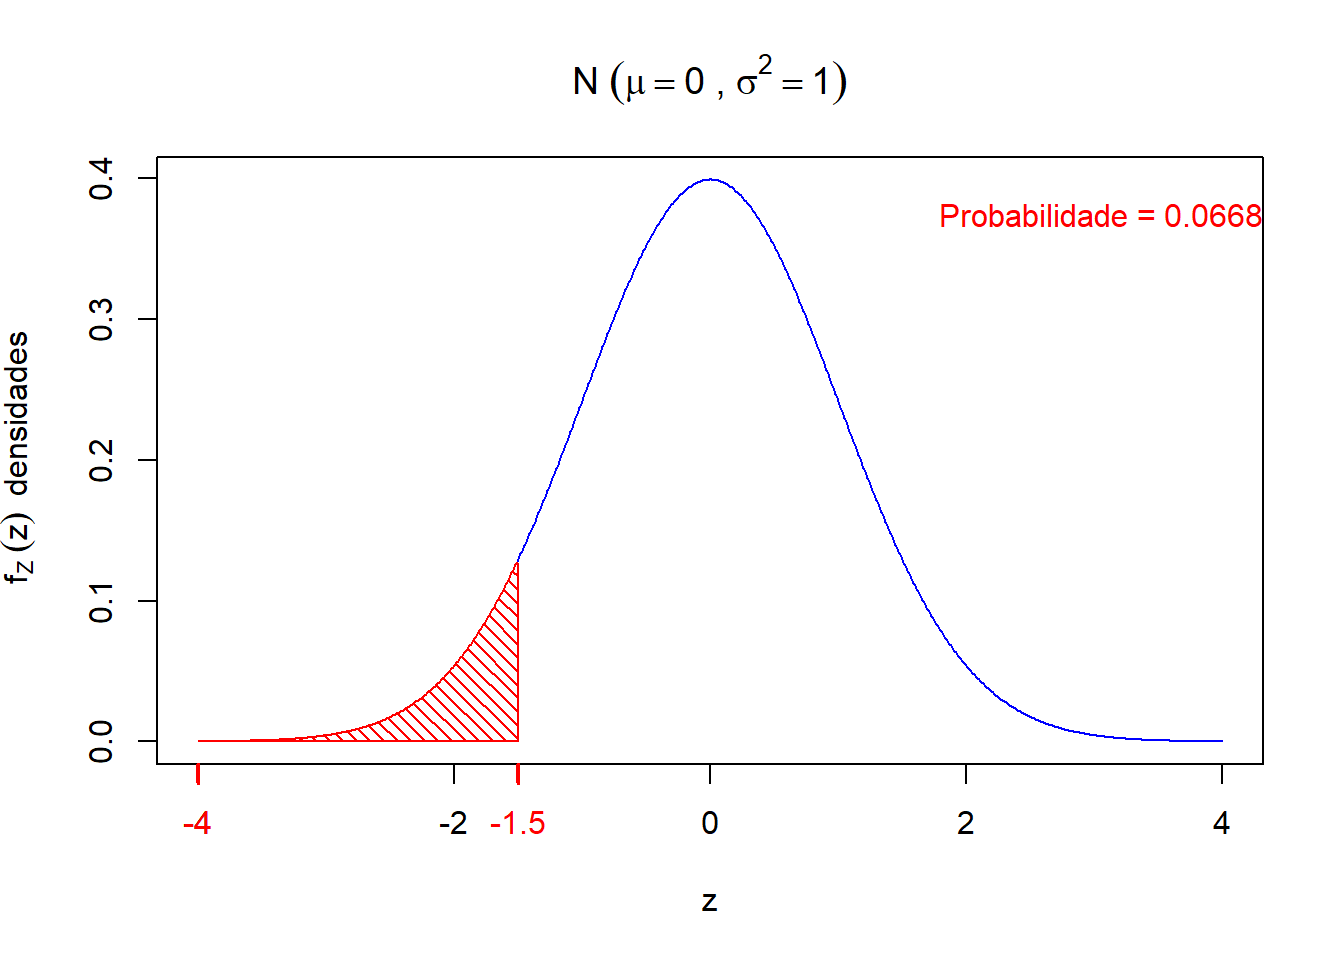 N (μ = 0 , σ² = 1)
Probabilidade = 0.0668
f_Z (z) densidades
0.4
0.3
0.2
0.1
0.0
-4 -2 -1.5 0 2 4
z